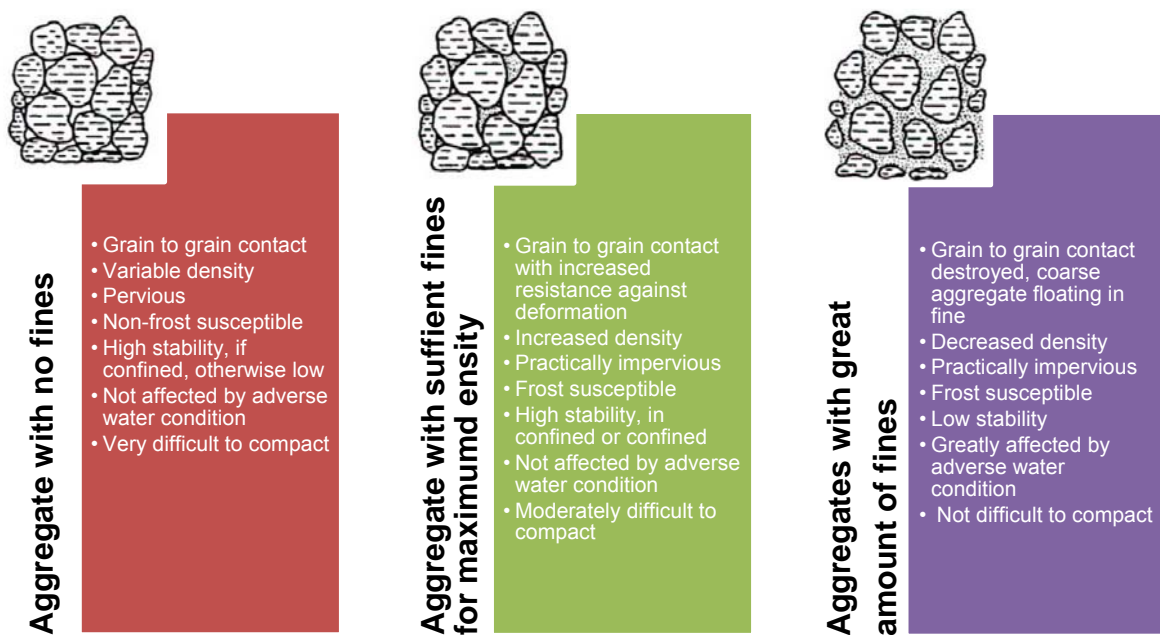 Aggregate with no fines
• Grain to grain contact
• Variable density
• Pervious
• Non-frost susceptible
• High stability, if
confined, otherwise low
• Not affected by adverse
water condition
• Very difficult to compact
Aggregate with suffient fines
for maximumd ensity
• Grain to grain contact
with increased
resistance against
deformation
• Increased density
• Practically impervious
• Frost susceptible
• High stability, in
confined or confined
• Not affected by adverse
water condition
• Moderately difficult to
compact
Aggregates with great
amount of fines
• Grain to grain contact
destroyed, coarse
aggregate floating in
fine
• Decreased density
• Practically impervious
• Frost susceptible
• Low stability
• Greatly affected by
adverse water
condition
• Not difficult to compact